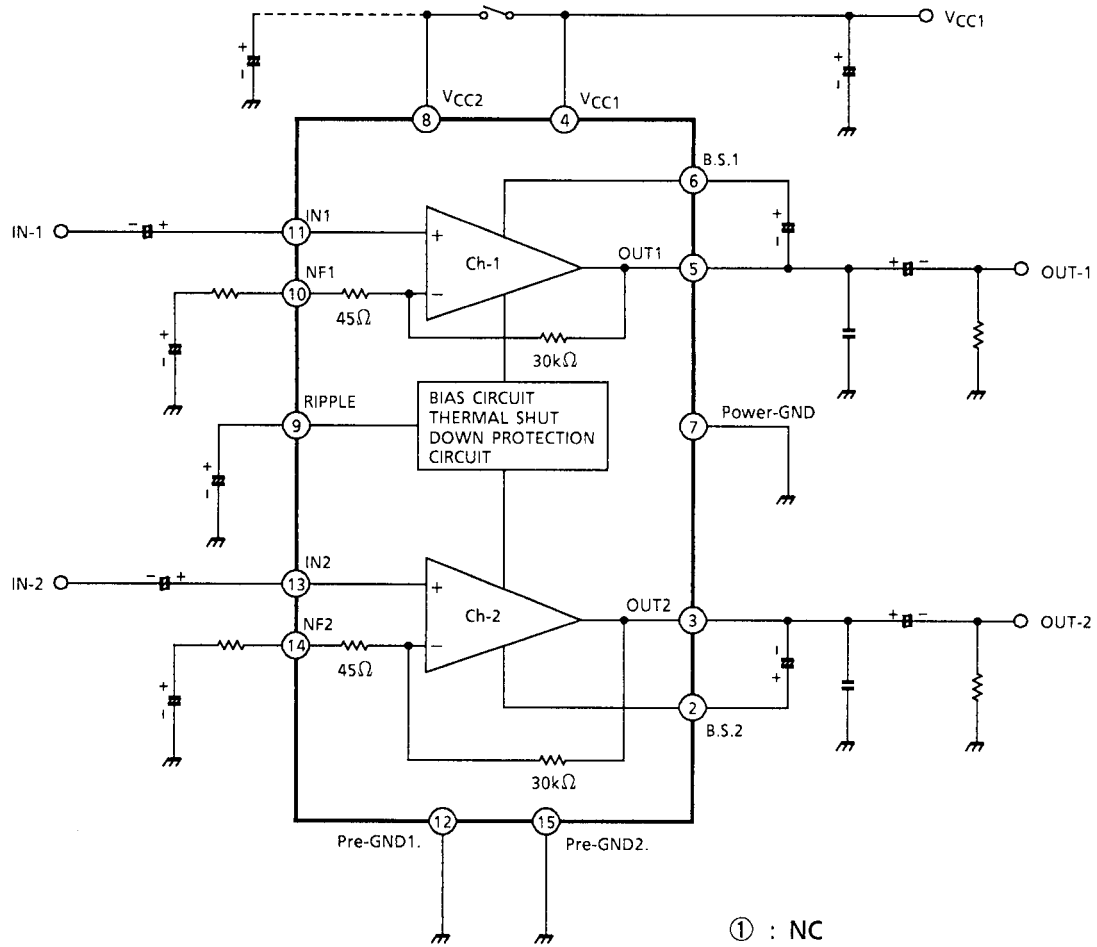 VCC1
+
-
+
-
VCC2
VCC1
8
4
B.S.1
6
IN-1
- +
IN1
11
+
Ch-1
OUT1
5
+
-
+ -
OUT-1
NF1
10
45Ω
-
30kΩ
+
-
RIPPLE
9
BIAS CIRCUIT
THERMAL SHUT
DOWN PROTECTION
CIRCUIT
Power-GND
7
+
-
IN-2
- +
IN2
13
+
Ch-2
OUT2
3
+ -
OUT-2
NF2
14
45Ω
-
-
+
2
B.S.2
+
-
30kΩ
12
15
Pre-GND1.
Pre-GND2.
① : NC